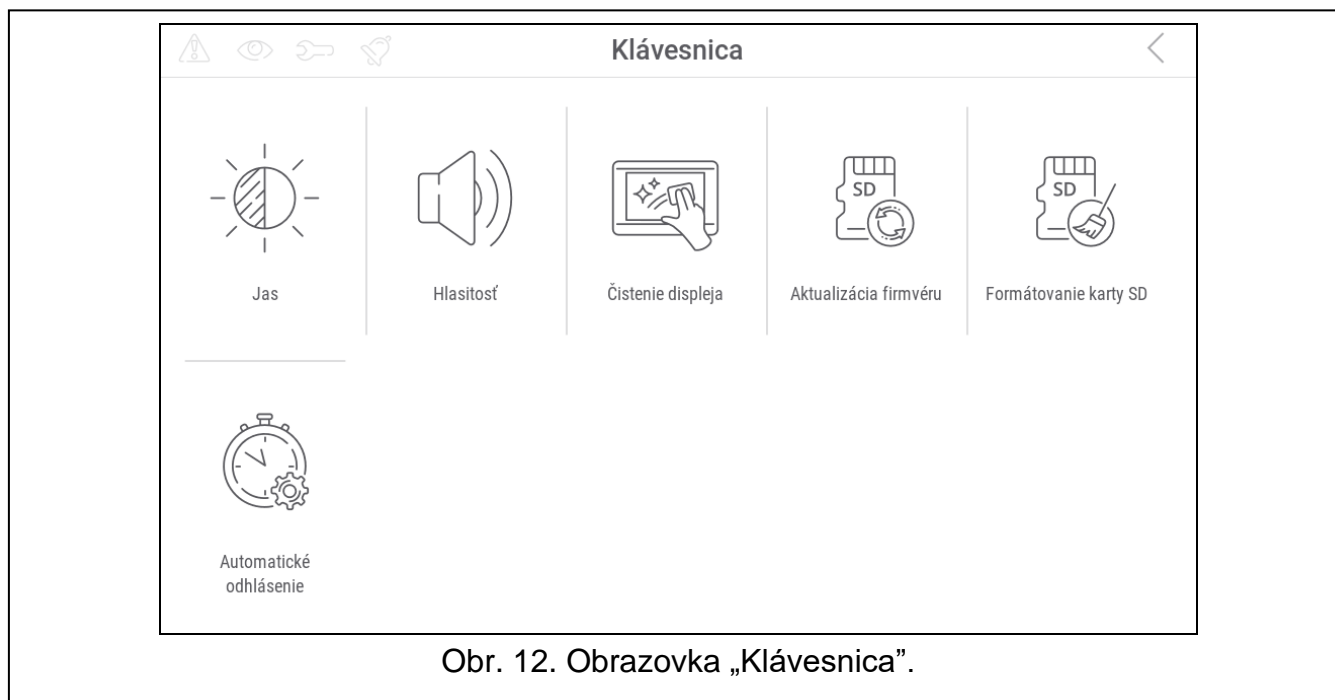 Klávesnica
SD
SD
Jas
Hlasitosť
Čistenie displeja
Aktualizácia firmvéru
Formátovanie karty SD
Automatické
odhlásenie
Obr. 12. Obrazovka „Klávesnica”.